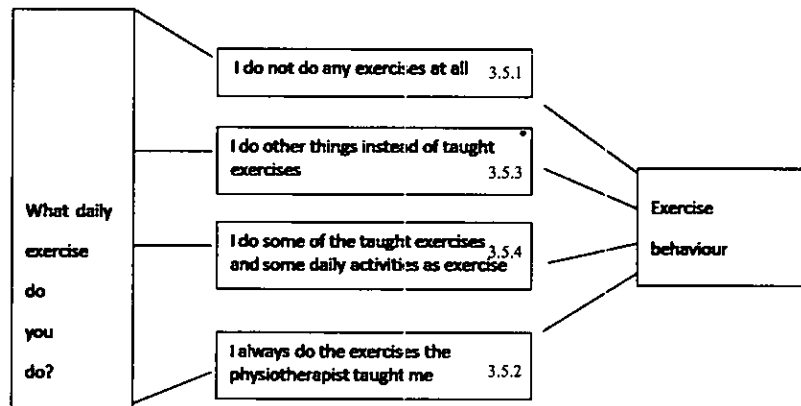 What daily
exercise
do
you
do?
I do not do any exercises at all 3.5.1
I do other things instead of taught
exercises 3.5.3
I do some of the taught exercises
and some daily activities as exercise 3.5.4
I always do the exercises the
physiotherapist taught me 3.5.2
Exercise
behaviour